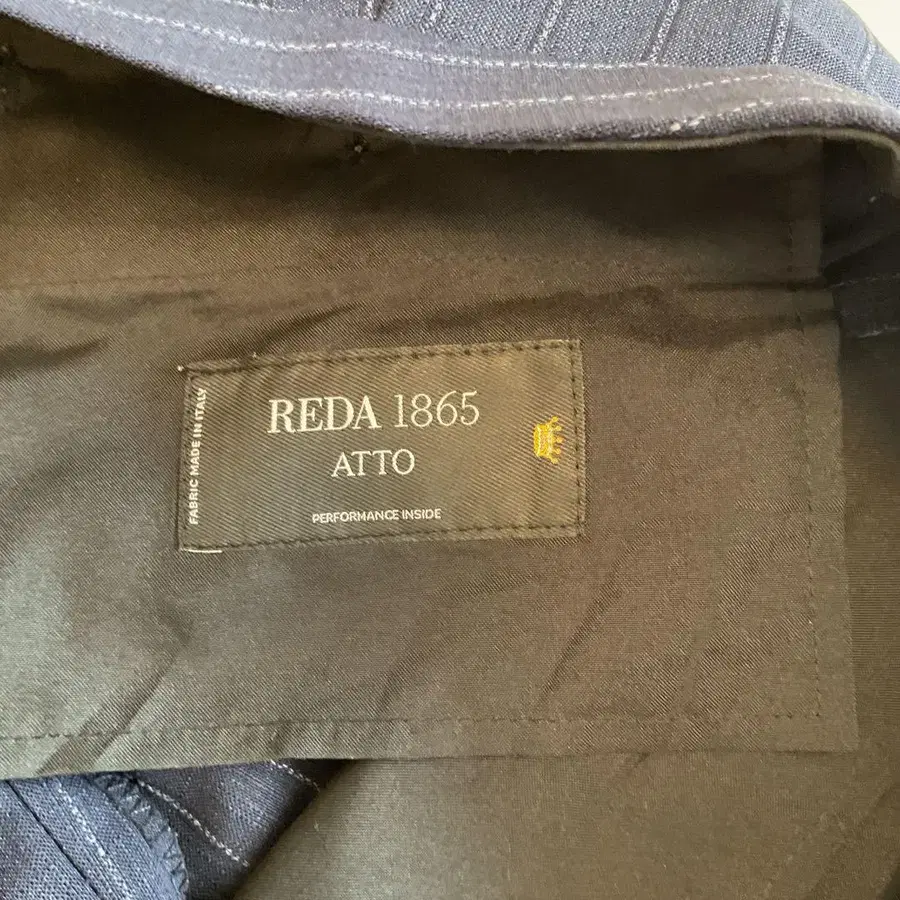 REDA 1865
ATTO
PERFORMANCE INSIDE
FABRIC MADE IN ITALY